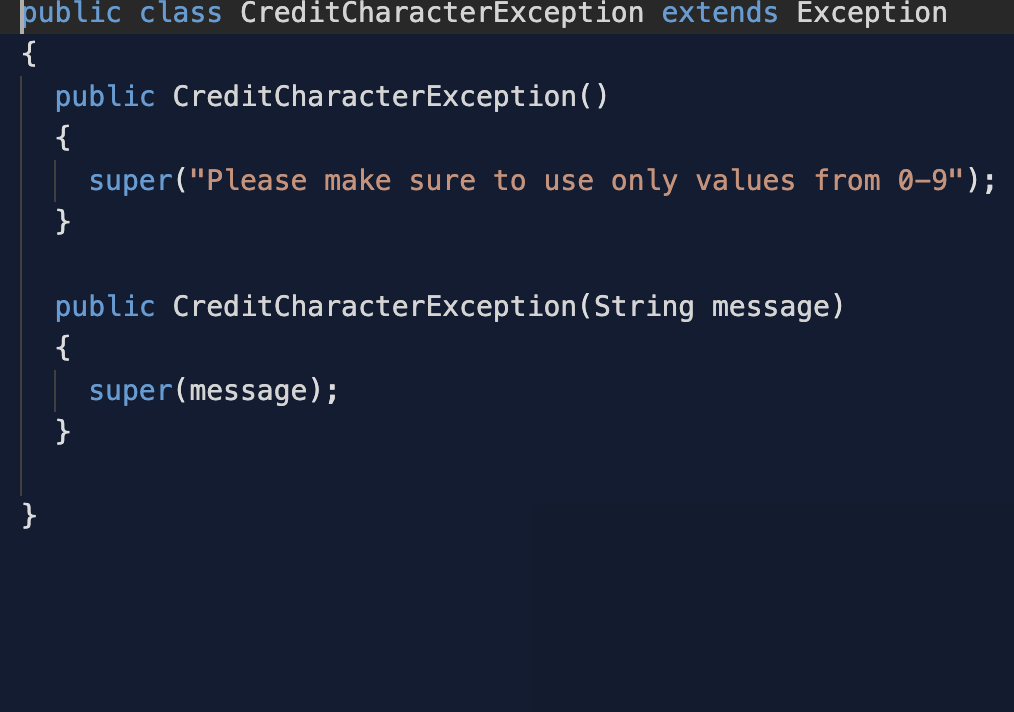 public class CreditCharacterException extends Exception
{
  public CreditCharacterException()
  {
    super("Please make sure to use only values from 0-9");
  }

  public CreditCharacterException(String message)
  {
    super(message);
  }

}